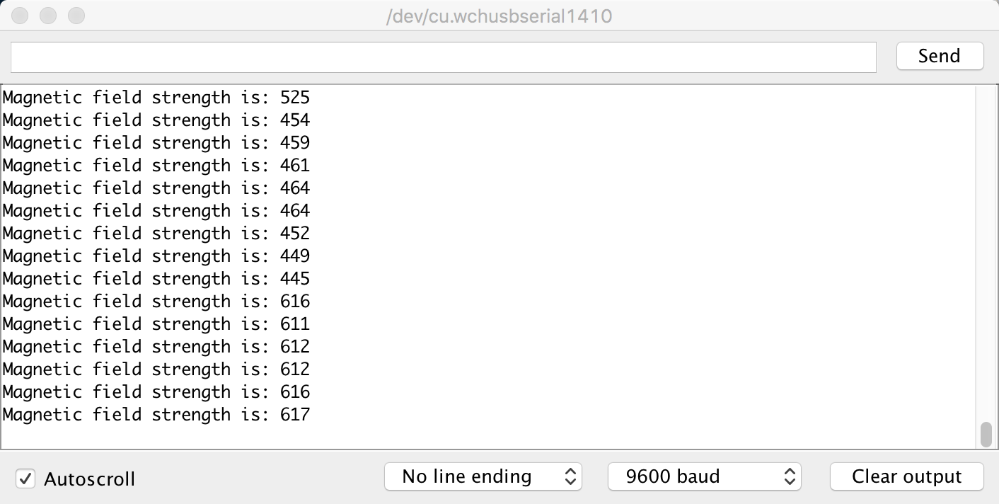 /dev/cu.wchusbserial1410
Send
Magnetic field strength is: 525
Magnetic field strength is: 454
Magnetic field strength is: 459
Magnetic field strength is: 461
Magnetic field strength is: 464
Magnetic field strength is: 464
Magnetic field strength is: 452
Magnetic field strength is: 449
Magnetic field strength is: 445
Magnetic field strength is: 616
Magnetic field strength is: 611
Magnetic field strength is: 612
Magnetic field strength is: 612
Magnetic field strength is: 616
Magnetic field strength is: 617
Autoscroll
No line ending
9600 baud
Clear output